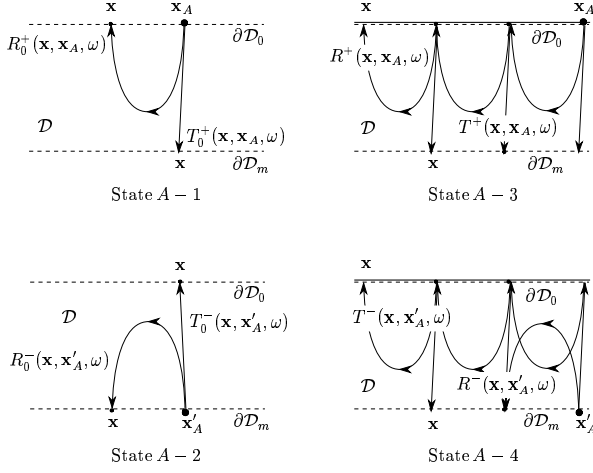 x x_A
∂D_0
R_0^+(x, x_A, ω)
D
T_0^+(x, x_A, ω)
x
∂D_m
State A − 1
x x_A
∂D_0
R^+(x, x_A, ω)
D
T^+(x, x_A, ω)
x
∂D_m
State A − 3
x
∂D_0
D
T_0^−(x, x′_A, ω)
R_0^−(x, x′_A, ω)
x x′_A
∂D_m
State A − 2
x
∂D_0
T^−(x, x′_A, ω)
D
R^−(x, x′_A, ω)
x x′_A
∂D_m
State A − 4